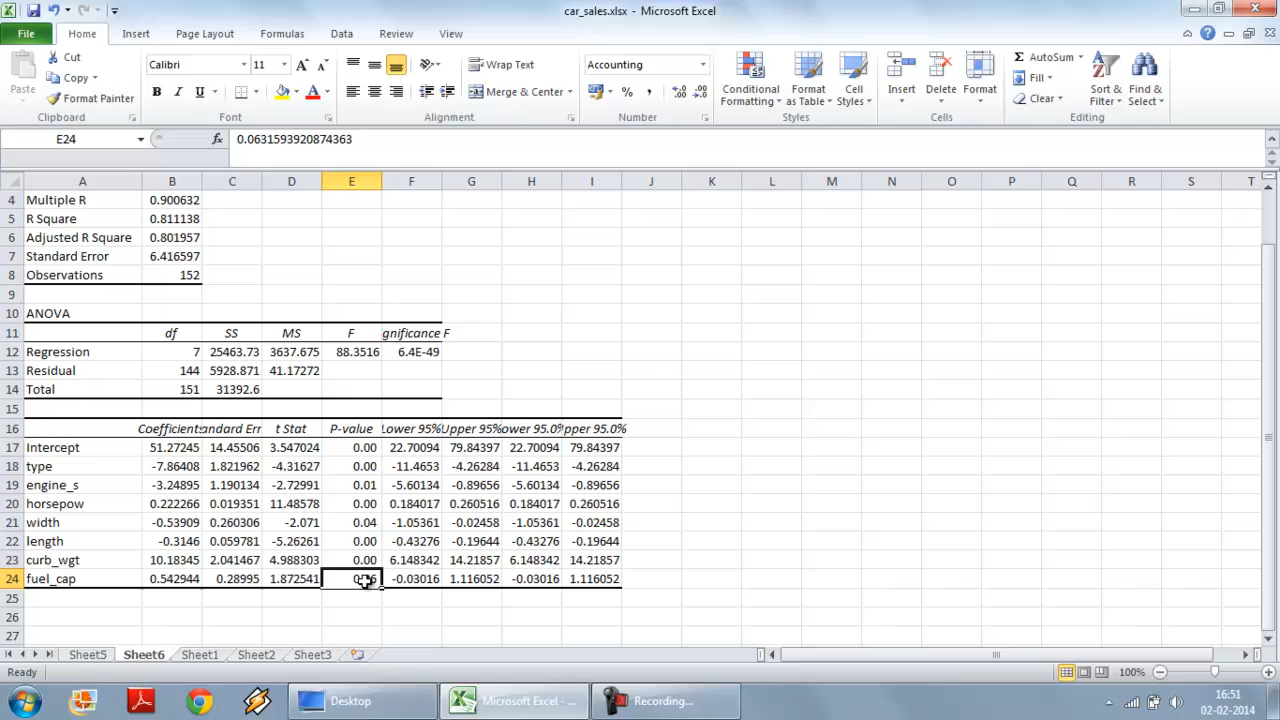 car_sales.xlsx - Microsoft Excel
File Home Insert Page Layout Formulas Data Review View
Cut
Copy
Format Painter
Paste
Clipboard
Calibri 11
Font
Wrap Text
Merge & Center
Alignment
Accounting
Number
Conditional Formatting
Format as Table
Cell Styles
Styles
Insert Delete Format
Cells
AutoSum
Fill
Clear
Sort & Filter
Find & Select
Editing
E24 fx 0.0631593920874363
A B C D E F G H I J K L M N O P Q R S T
4 Multiple R 0.900632
5 R Square 0.811138
6 Adjusted R Square 0.801957
7 Standard Error 6.416597
8 Observations 152
9
10 ANOVA
11 df SS MS F gnificance F
12 Regression 7 25463.73 3637.675 88.3516 6.4E-49
13 Residual 144 5928.871 41.17272
14 Total 151 31392.6
15
16 Coefficients andard Err t Stat P-value Lower 95% Upper 95% ower 95.0% pper 95.0%
17 Intercept 51.27245 14.45506 3.547024 0.00 22.70094 79.84397 22.70094 79.84397
18 type -7.86408 1.821962 -4.31627 0.00 -11.4653 -4.26284 -11.4653 -4.26284
19 engine_s -3.24895 1.190134 -2.72991 0.01 -5.60134 -0.89656 -5.60134 -0.89656
20 horsepow 0.222266 0.019351 11.48578 0.00 0.184017 0.260516 0.184017 0.260516
21 width -0.53909 0.260306 -2.071 0.04 -1.05361 -0.02458 -1.05361 -0.02458
22 length -0.3146 0.059781 -5.26261 0.00 -0.43276 -0.19644 -0.43276 -0.19644
23 curb_wgt 10.18345 2.041467 4.988303 0.00 6.148342 14.21857 6.148342 14.21857
24 fuel_cap 0.542944 0.28995 1.872541 -0.03016 1.116052 -0.03016 1.116052
25
26
27
Sheet5 Sheet6 Sheet1 Sheet2 Sheet3
Ready 100%
Desktop Microsoft Excel - ... Recording... 16:51
02-02-2014